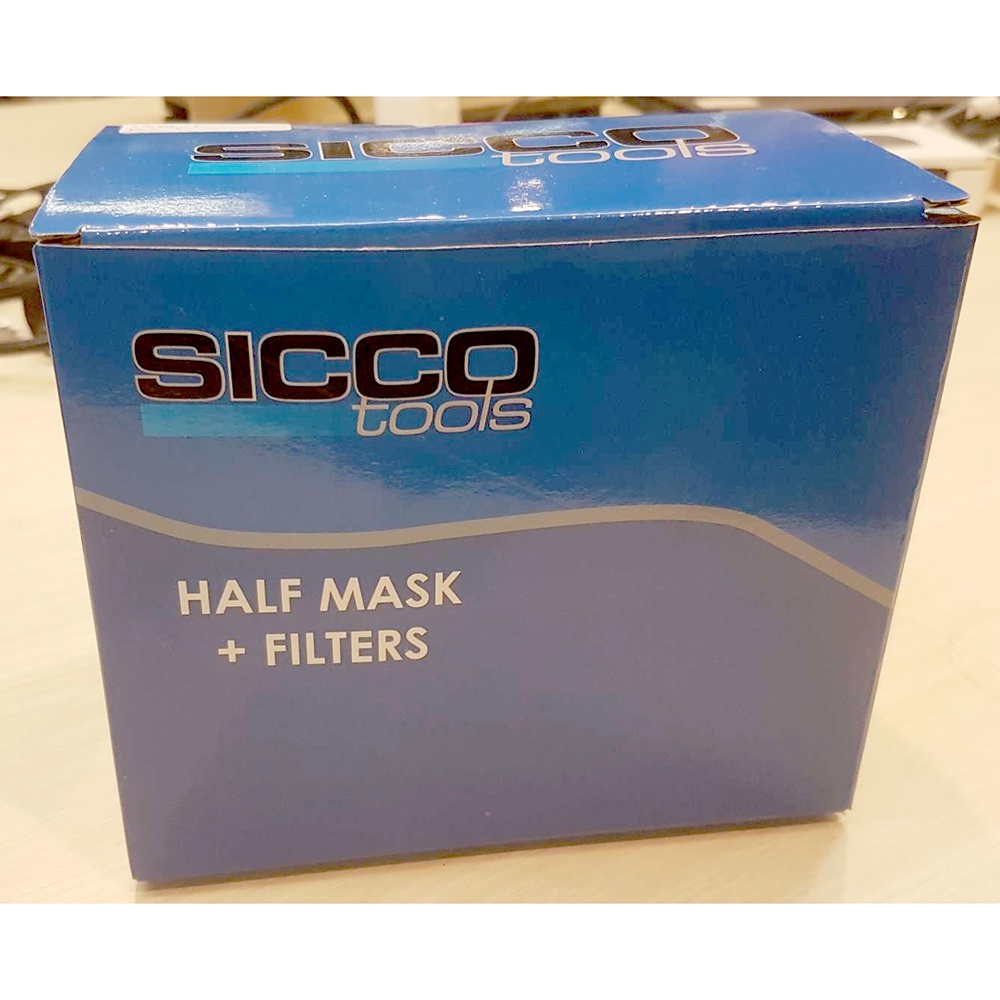 SICCO
tools
SICCO
tools
HALF MASK
+ FILTERS